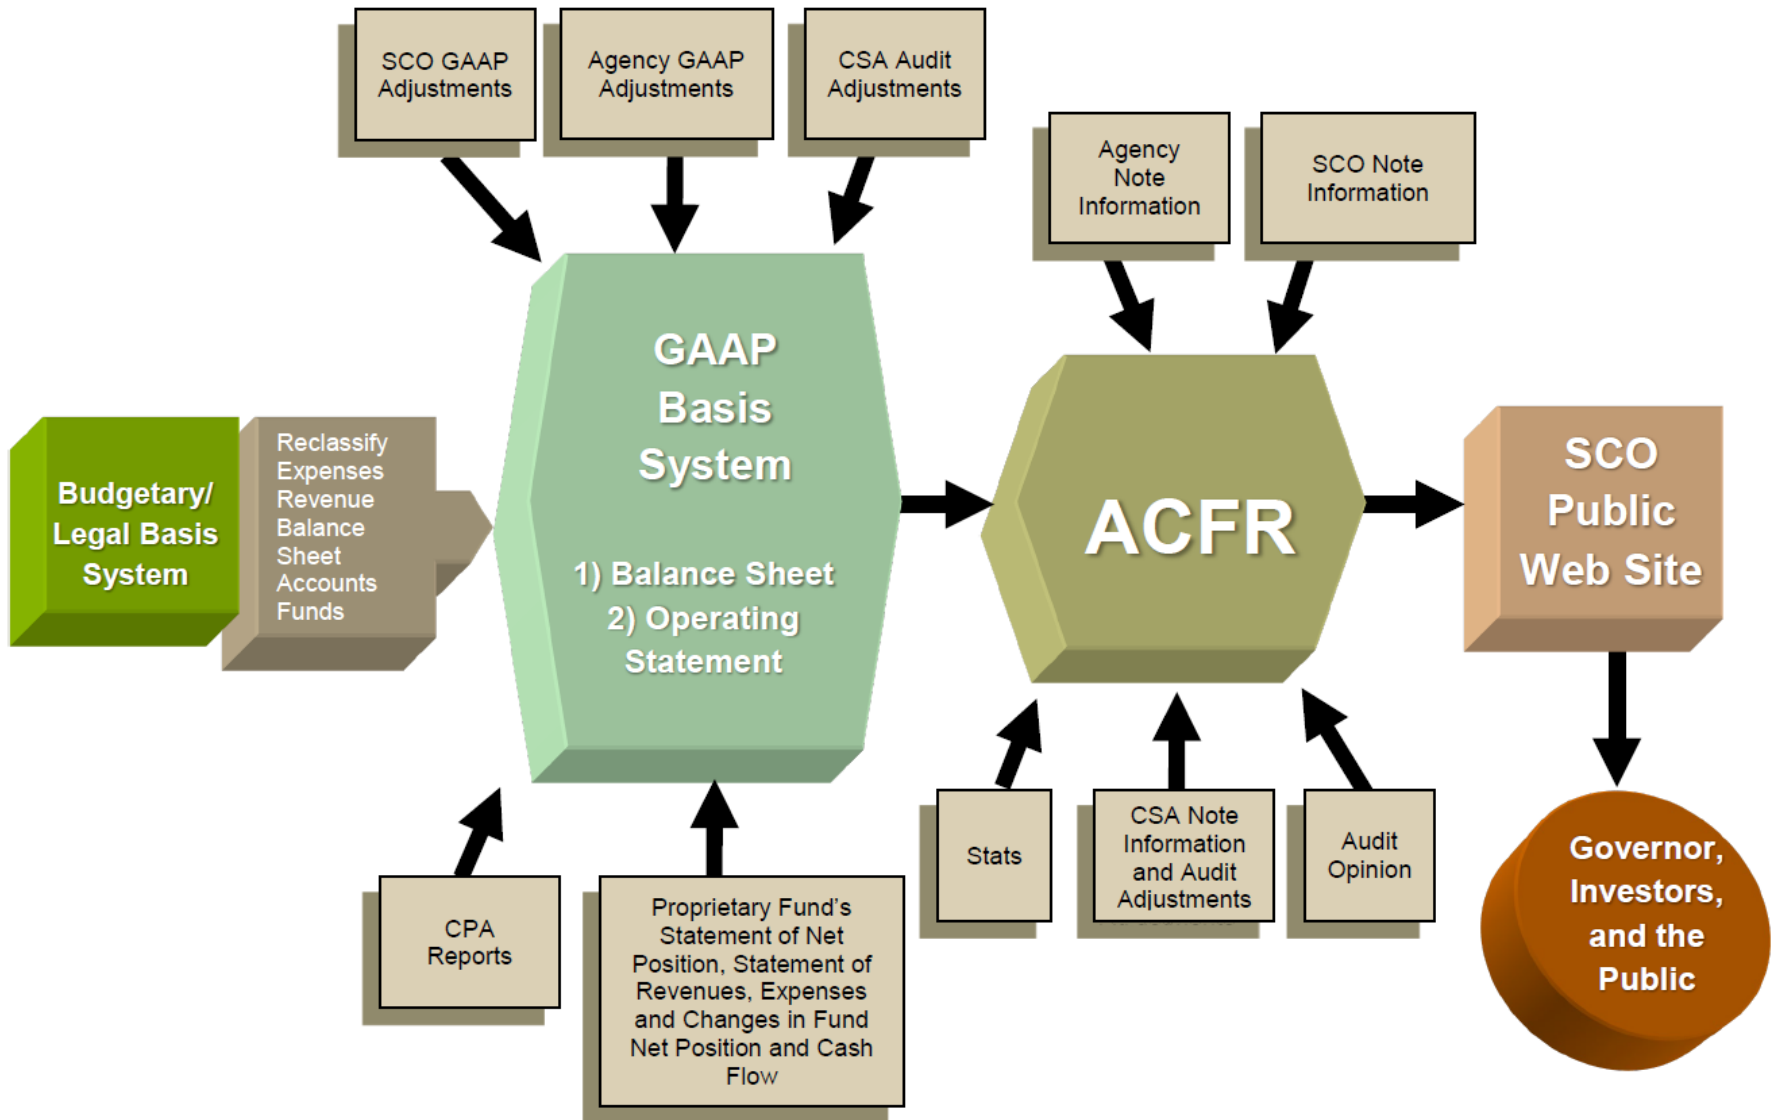 SCO GAAP
Adjustments
Agency GAAP
Adjustments
CSA Audit
Adjustments
Agency
Note
Information
SCO Note
Information
Budgetary/
Legal Basis
System
Reclassify
Expenses
Revenue
Balance
Sheet
Accounts
Funds
GAAP
Basis
System
1) Balance Sheet
2) Operating
Statement
ACFR
SCO
Public
Web Site
CPA
Reports
Proprietary Fund’s
Statement of Net
Position, Statement of
Revenues, Expenses
and Changes in Fund
Net Position and Cash
Flow
Stats
CSA Note
Information
and Audit
Adjustments
Audit
Opinion
Governor,
Investors,
and the
Public